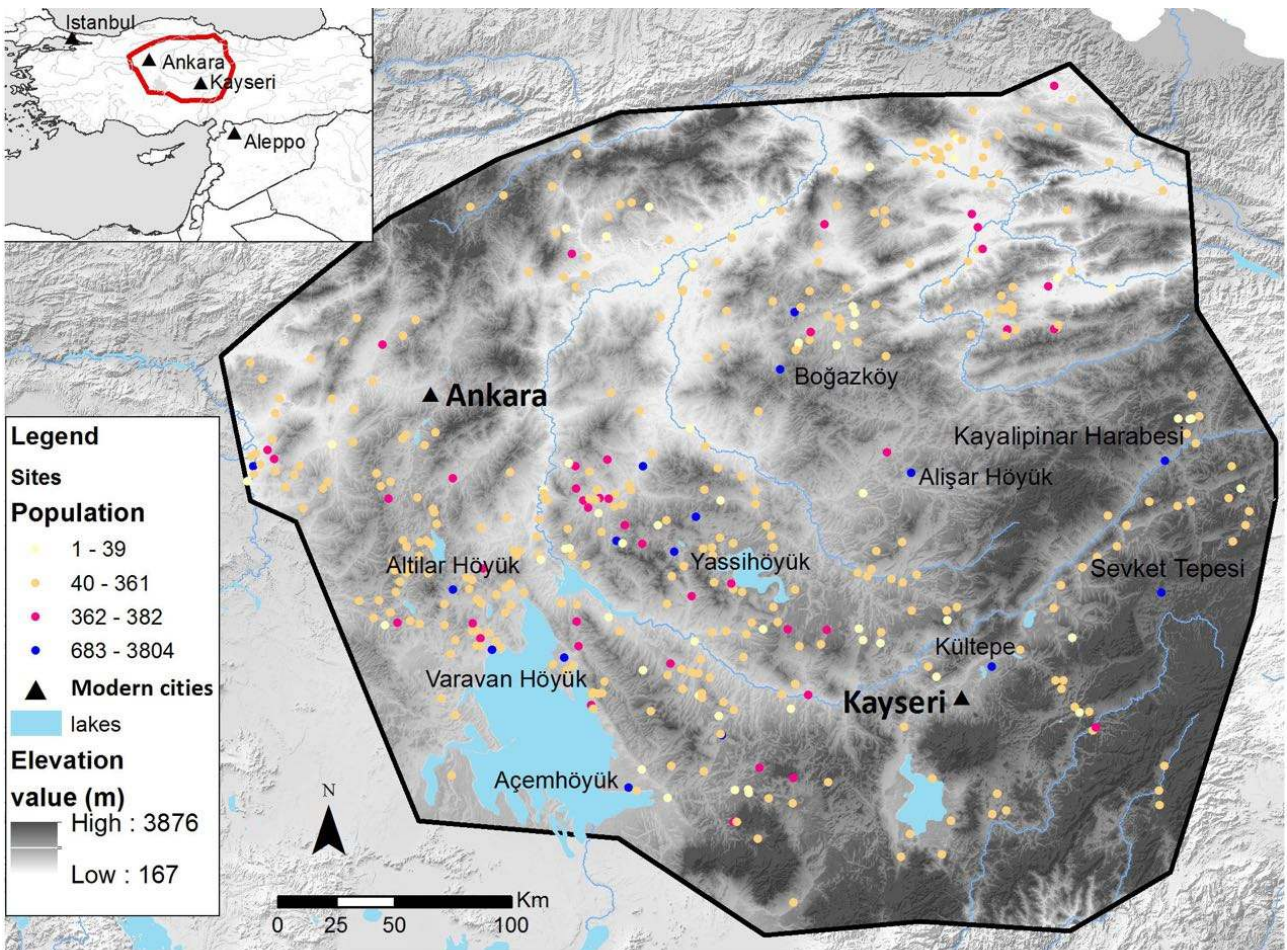 Istanbul
Ankara
Kayseri
Aleppo
Ankara
Boğazköy
Kayalipinar Harabesi
Alişar Höyük
Altilar Höyük
Yassihöyük
Sevket Tepesi
Kültepe
Varavan Höyük
Kayseri
Açemhöyük
Legend
Sites
Population
1 - 39
40 - 361
362 - 382
683 - 3804
Modern cities
lakes
Elevation
value (m)
High : 3876
Low : 167
N
Km
0 25 50 100